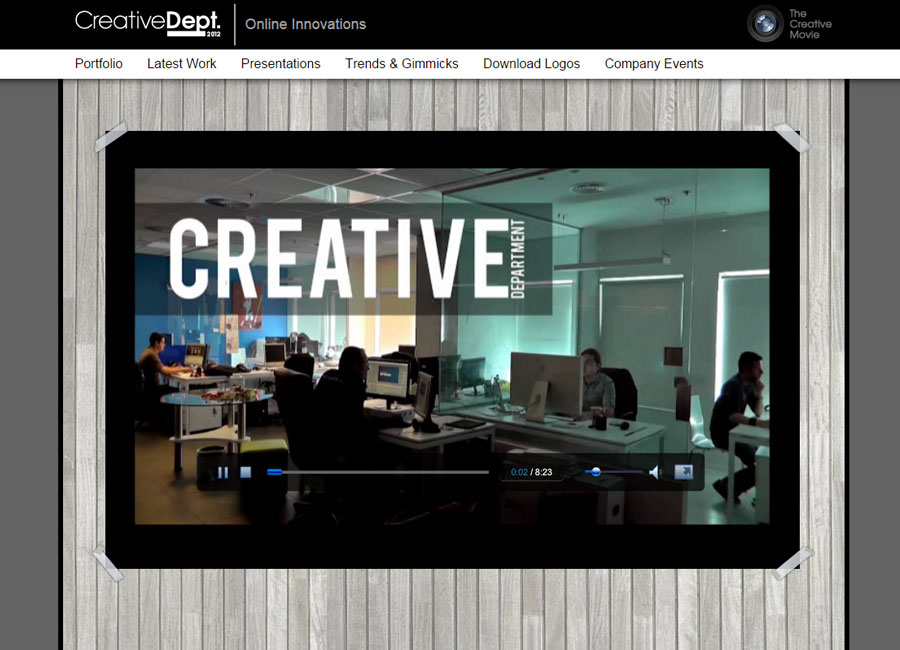 CreativeDept.
2012
Online Innovations
The
Creative
Movie
Portfolio Latest Work Presentations Trends & Gimmicks Download Logos Company Events
CREATIVE DEPARTMENT
0:02 / 8:23